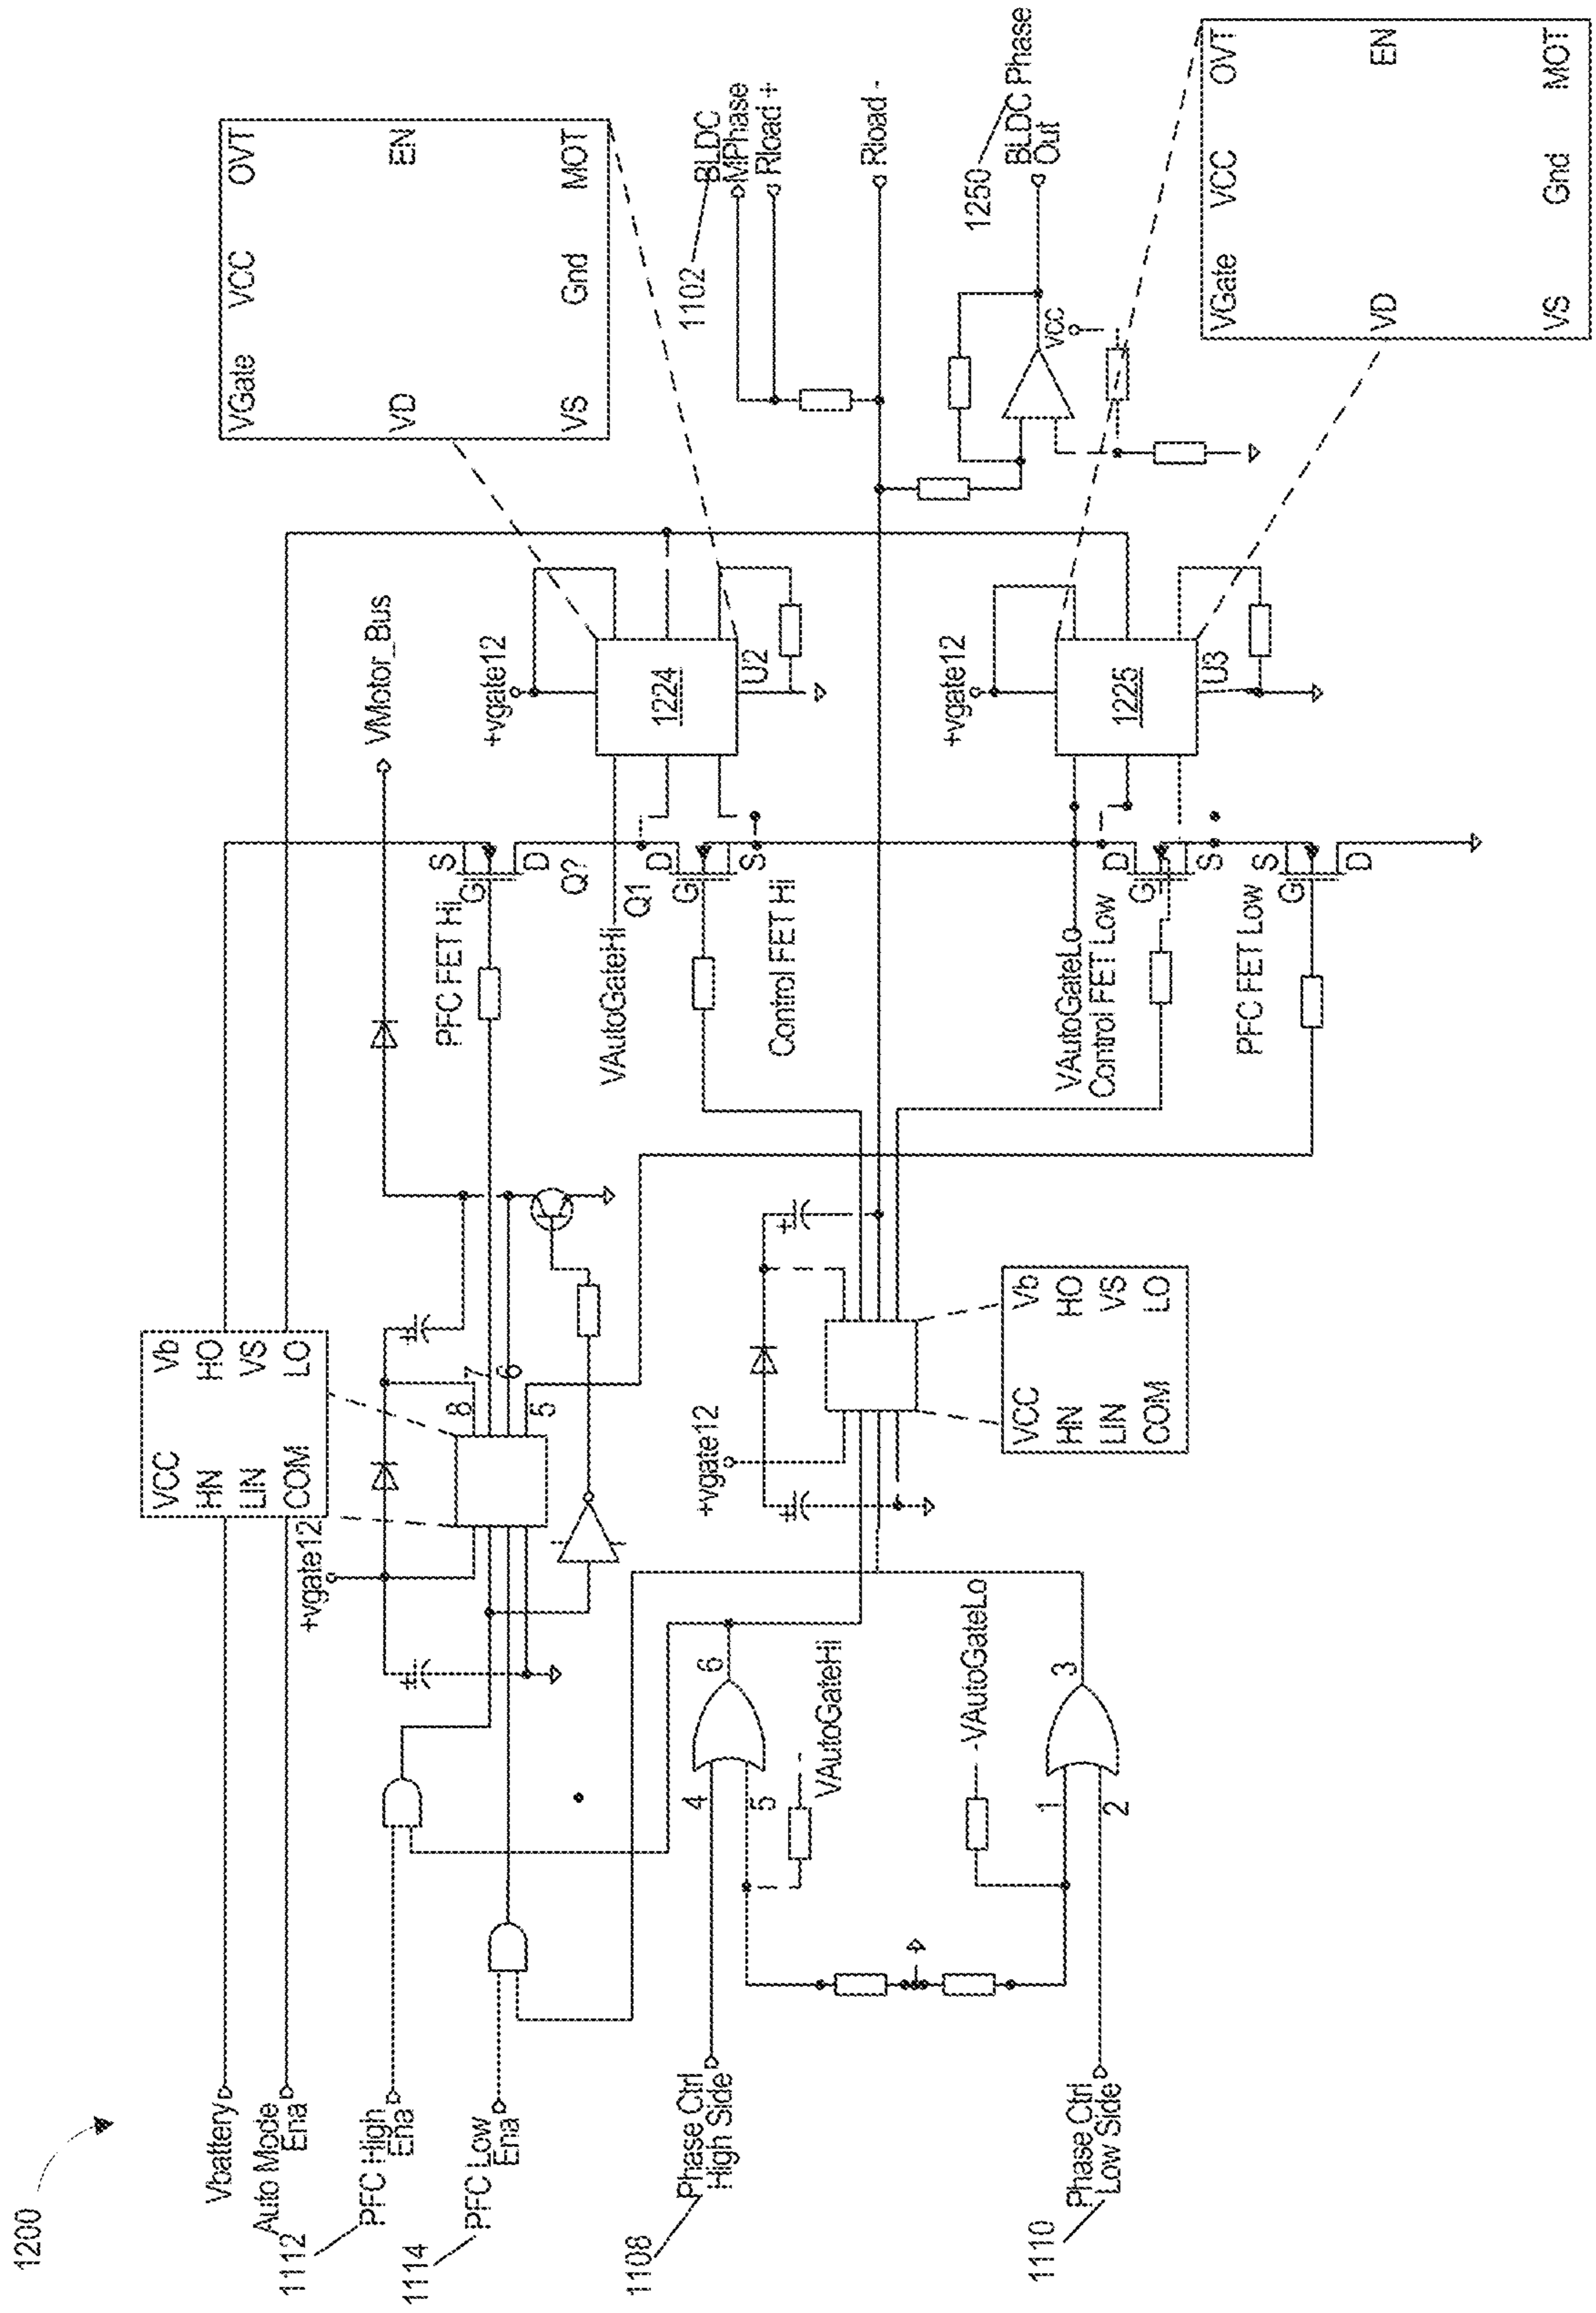 1200
Vbattery
Auto Mode
Ena
1112
PFC High
Ena
1114
PFC Low
Ena
1108
Phase Ctrl
High Side
1110
Phase Ctrl
Low Side
VCC
HN
LIN
COM
Vb
HO
VS
LO
+vgate12
8
7
6
5
4
5
6
VAutoGateHi
VAutoGateLo
1
2
3
+vgate12
VCC
HN
LIN
COM
Vb
HO
VS
LO
VMotor_Bus
PFC FET Hi
G
S
D
Q?
VAutoGateHi
Q1
D
G
S
Control FET Hi
VAutoGateLo
Control FET Low
D
G
S
PFC FET Low
S
G
D
+vgate12
1224
U2
+vgate12
1225
U3
VGate
VCC
OVT
VD
EN
VS
Gnd
MOT
1102
BLDC
MPhase
Rload +
Rload -
1250
BLDC Phase
Out
VCC
VGate
VCC
OVT
VD
EN
VS
Gnd
MOT